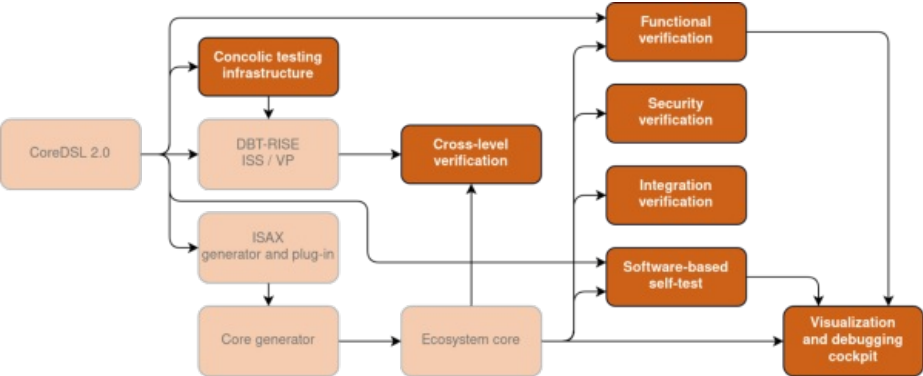 Functional
verification
Concolic testing
infrastructure
Security
verification
CoreDSL 2.0
DBT-RISE
ISS / VP
Cross-level
verification
Integration
verification
ISAX
generator and plug-in
Software-based
self-test
Core generator
Ecosystem core
Visualization
and debugging
cockpit